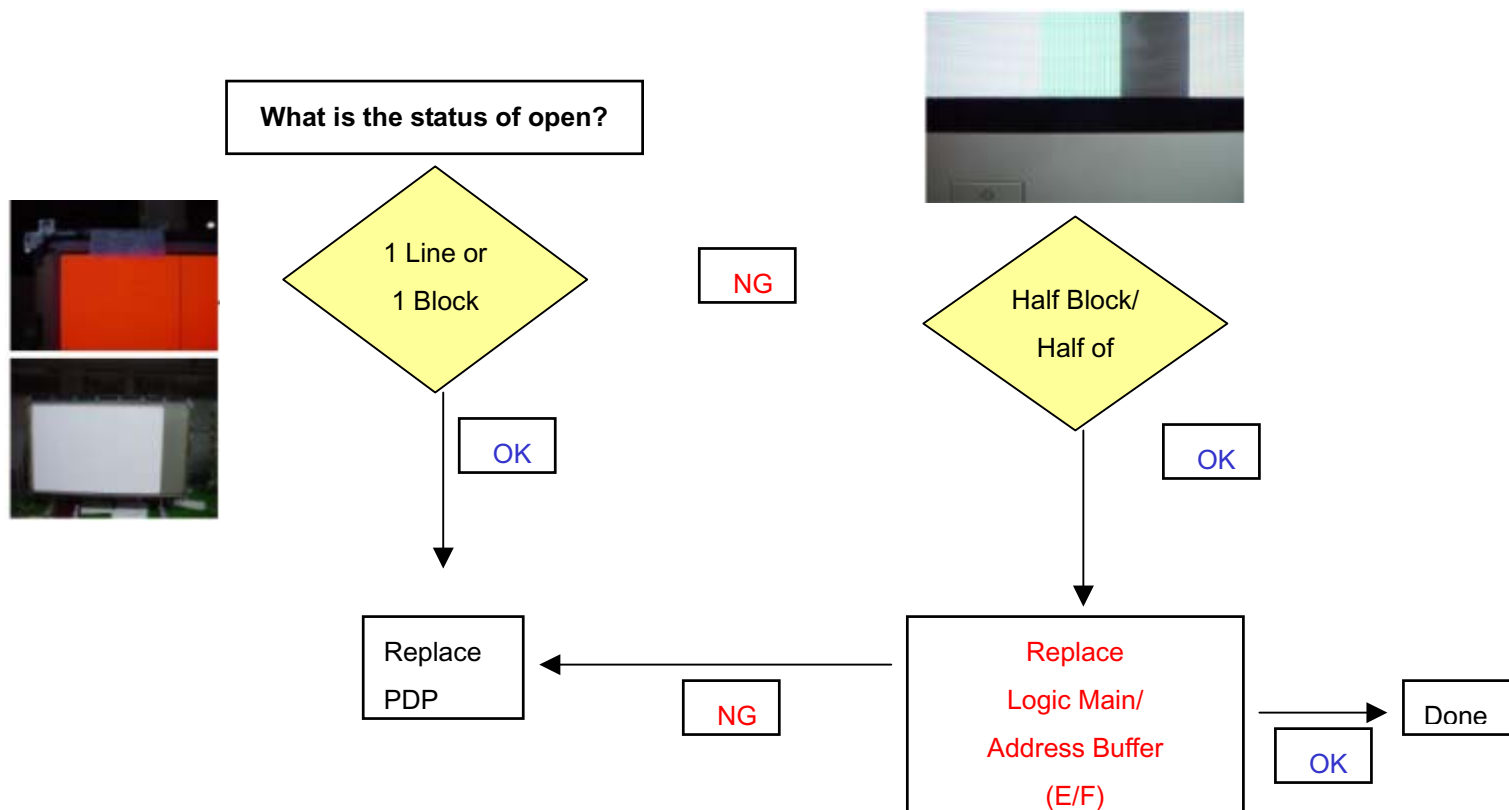 What is the status of open?
1 Line or
1 Block
NG
Half Block/
Half of
OK
OK
Replace
PDP
NG
Replace
Logic Main/
Address Buffer
(E/F)
OK
Done